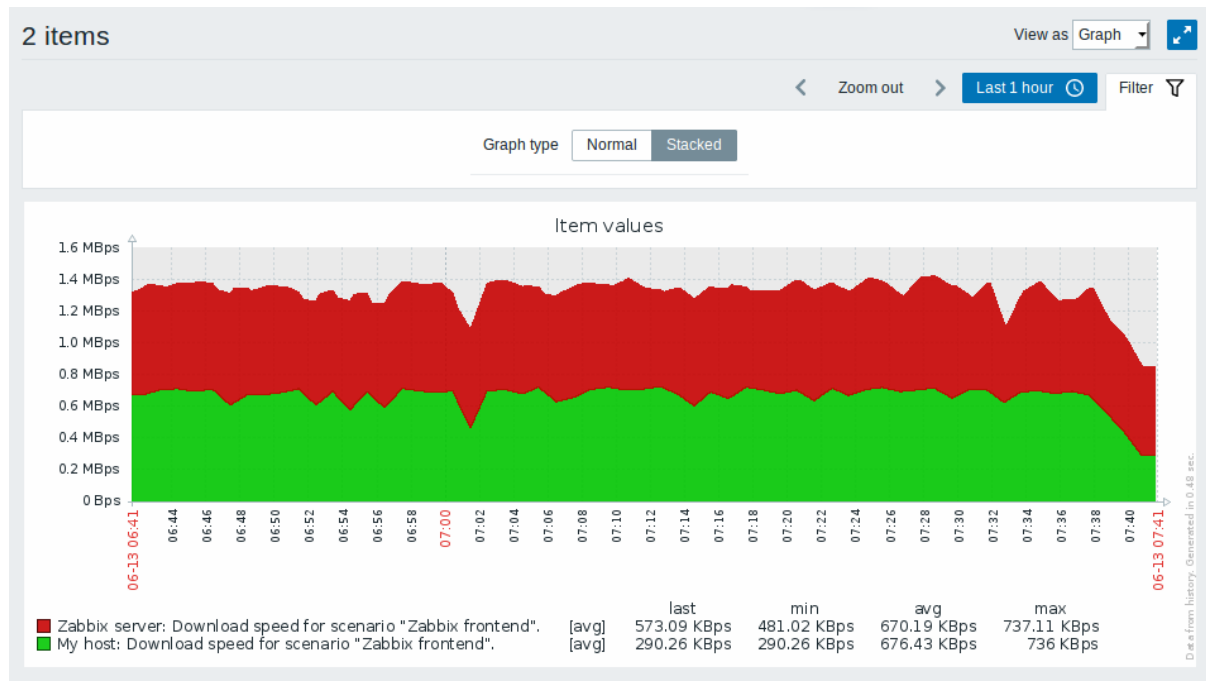 2 items
View as Graph
Zoom out
Last 1 hour
Filter
Graph type Normal Stacked
Item values
1.6 MBps
1.4 MBps
1.2 MBps
1.0 MBps
0.8 MBps
0.6 MBps
0.4 MBps
0.2 MBps
0 Bps
06-13 06:41
06:44
06:46
06:48
06:50
06:52
06:54
06:56
06:58
07:00
07:02
07:04
07:06
07:08
07:10
07:12
07:14
07:16
07:18
07:20
07:22
07:24
07:26
07:28
07:30
07:32
07:34
07:36
07:38
07:40
06-13 07:41
last min avg max
Zabbix server: Download speed for scenario "Zabbix frontend". [avg] 573.09 KBps 481.02 KBps 670.19 KBps 737.11 KBps
My host: Download speed for scenario "Zabbix frontend". [avg] 290.26 KBps 290.26 KBps 676.43 KBps 736 KBps
Data from history. Generated in 0.48 sec.